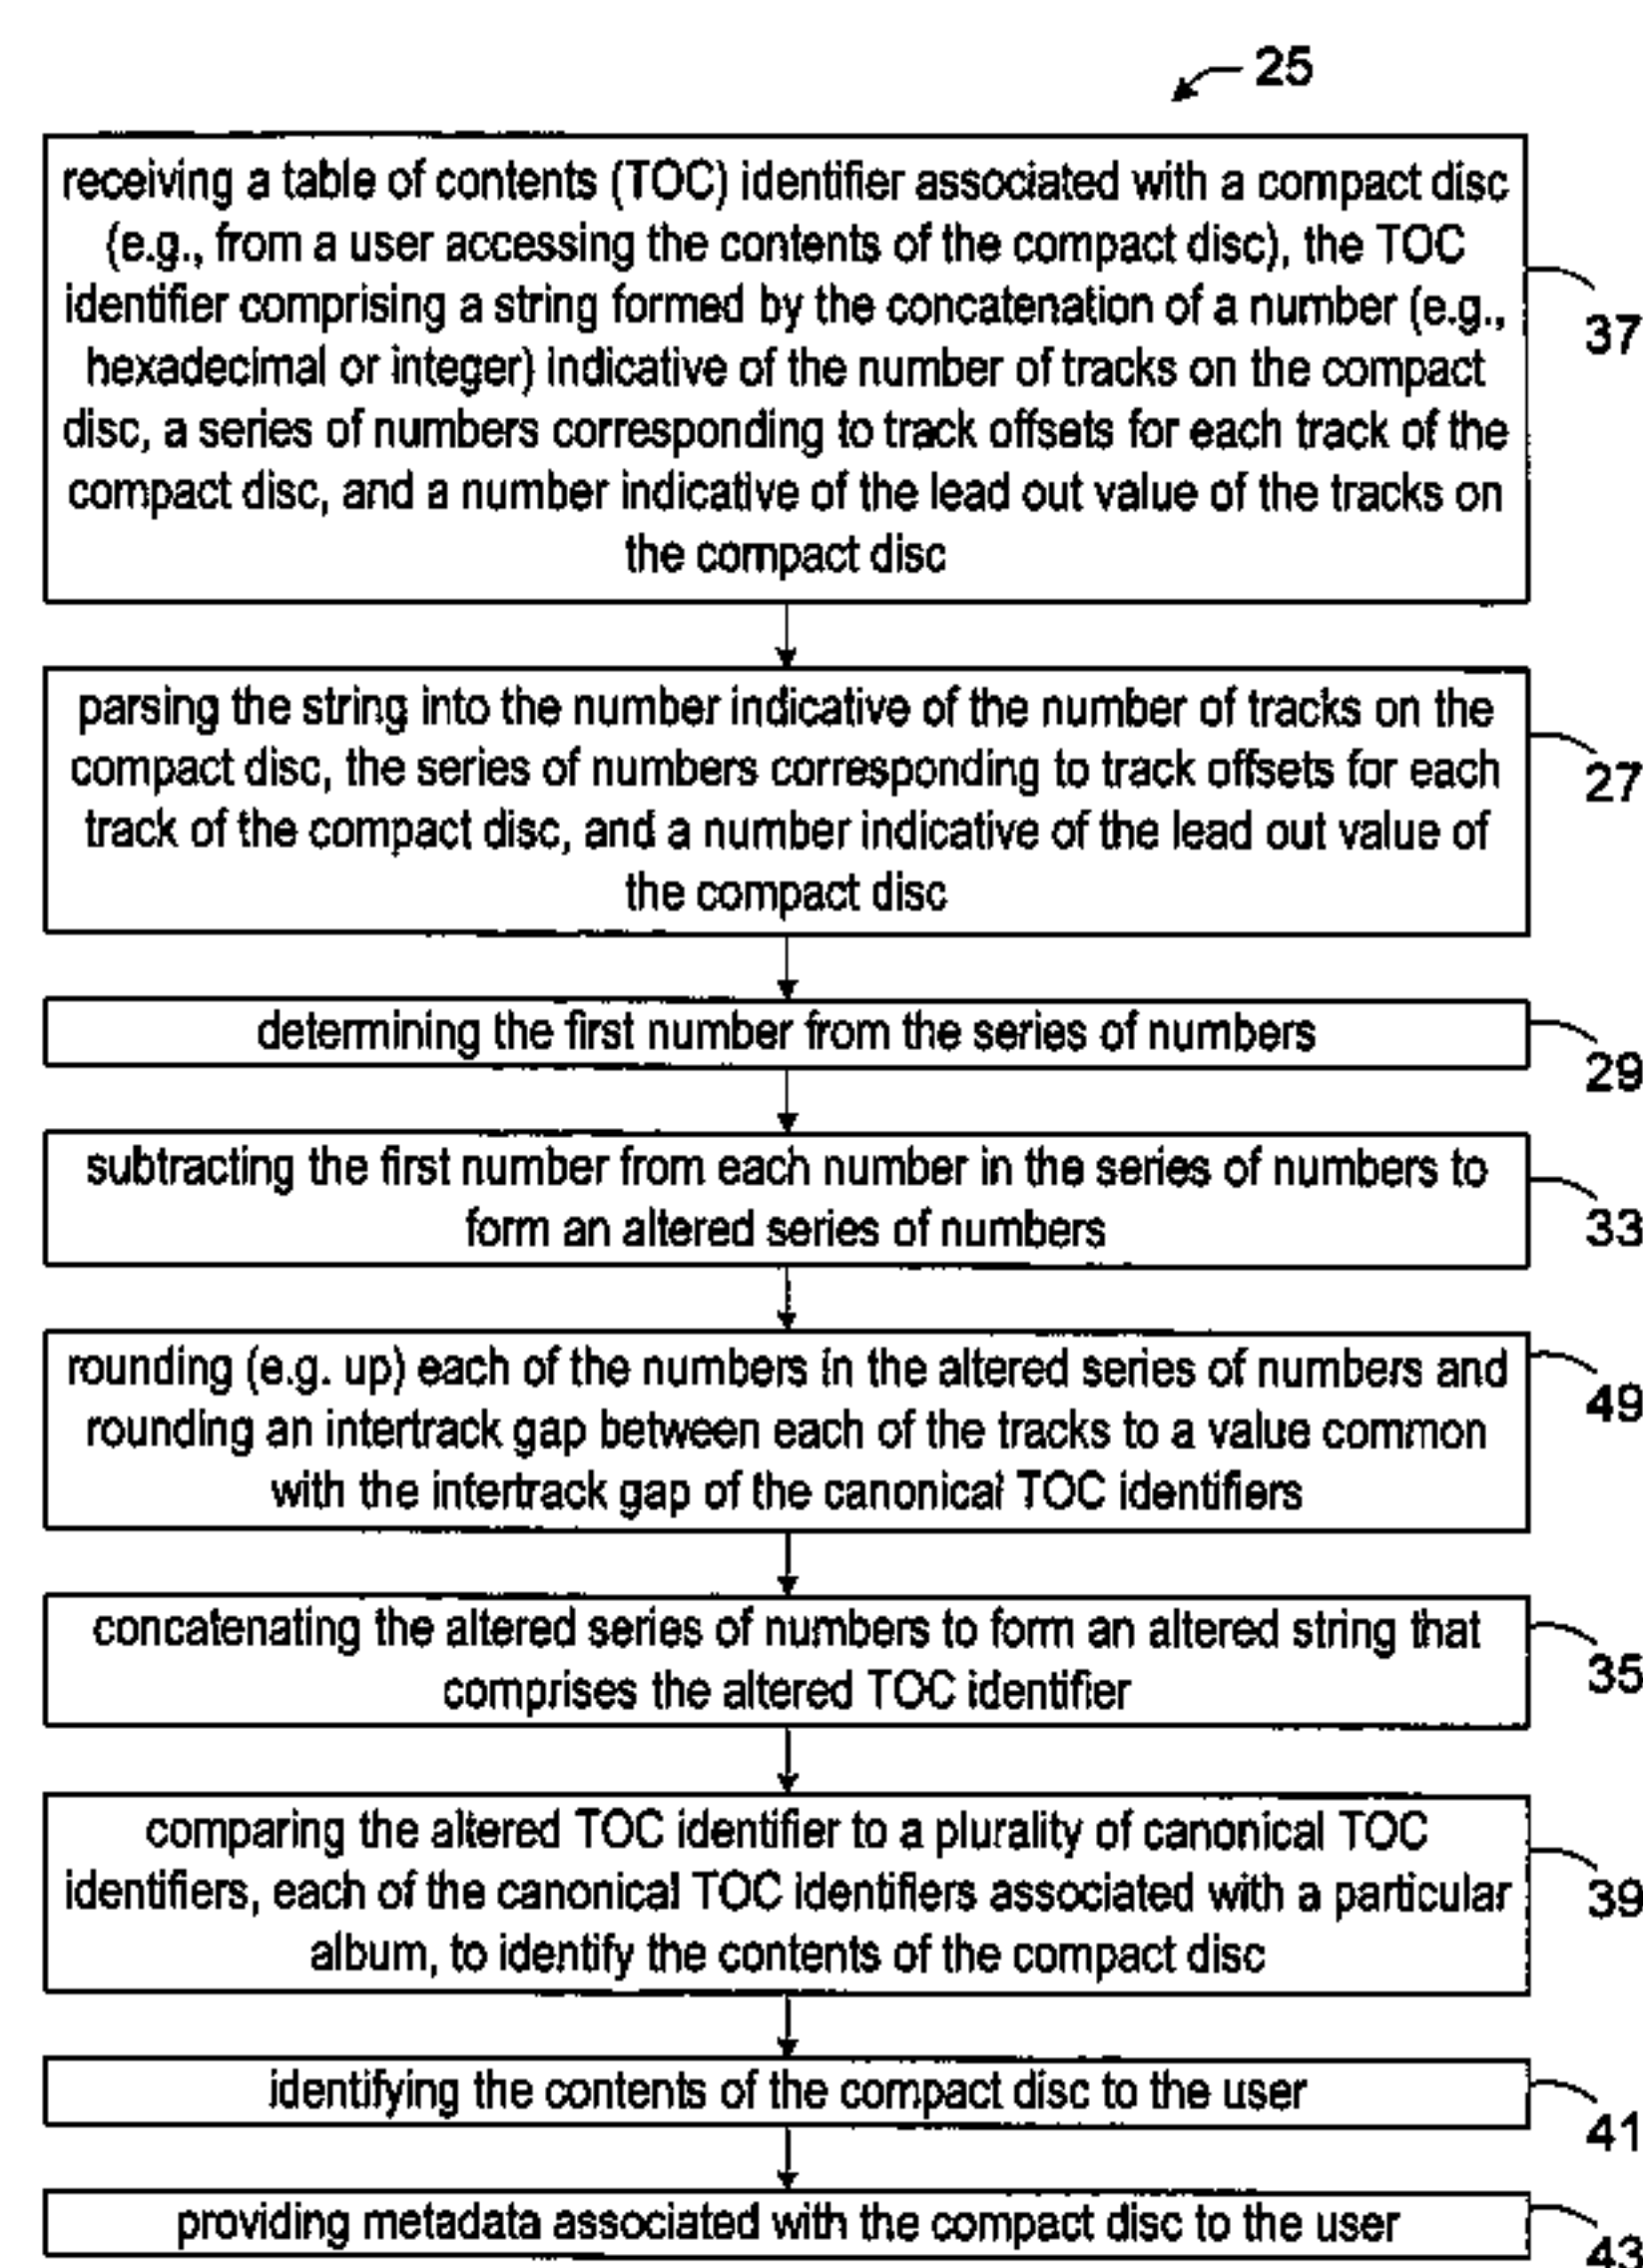 25
receiving a table of contents (TOC) identifier associated with a compact disc
(e.g., from a user accessing the contents of the compact disc), the TOC
identifier comprising a string formed by the concatenation of a number (e.g.,
hexadecimal or integer) indicative of the number of tracks on the compact
disc, a series of numbers corresponding to track offsets for each track of the
compact disc, and a number indicative of the lead out value of the tracks on
the compact disc
37
parsing the string into the number indicative of the number of tracks on the
compact disc, the series of numbers corresponding to track offsets for each
track of the compact disc, and a number indicative of the lead out value of
the compact disc
27
determining the first number from the series of numbers
29
subtracting the first number from each number in the series of numbers to
form an altered series of numbers
33
rounding (e.g. up) each of the numbers in the altered series of numbers and
rounding an intertrack gap between each of the tracks to a value common
with the intertrack gap of the canonical TOC identifiers
49
concatenating the altered series of numbers to form an altered string that
comprises the altered TOC identifier
35
comparing the altered TOC identifier to a plurality of canonical TOC
identifiers, each of the canonical TOC identifiers associated with a particular
album, to identify the contents of the compact disc
39
identifying the contents of the compact disc to the user
41
providing metadata associated with the compact disc to the user
43